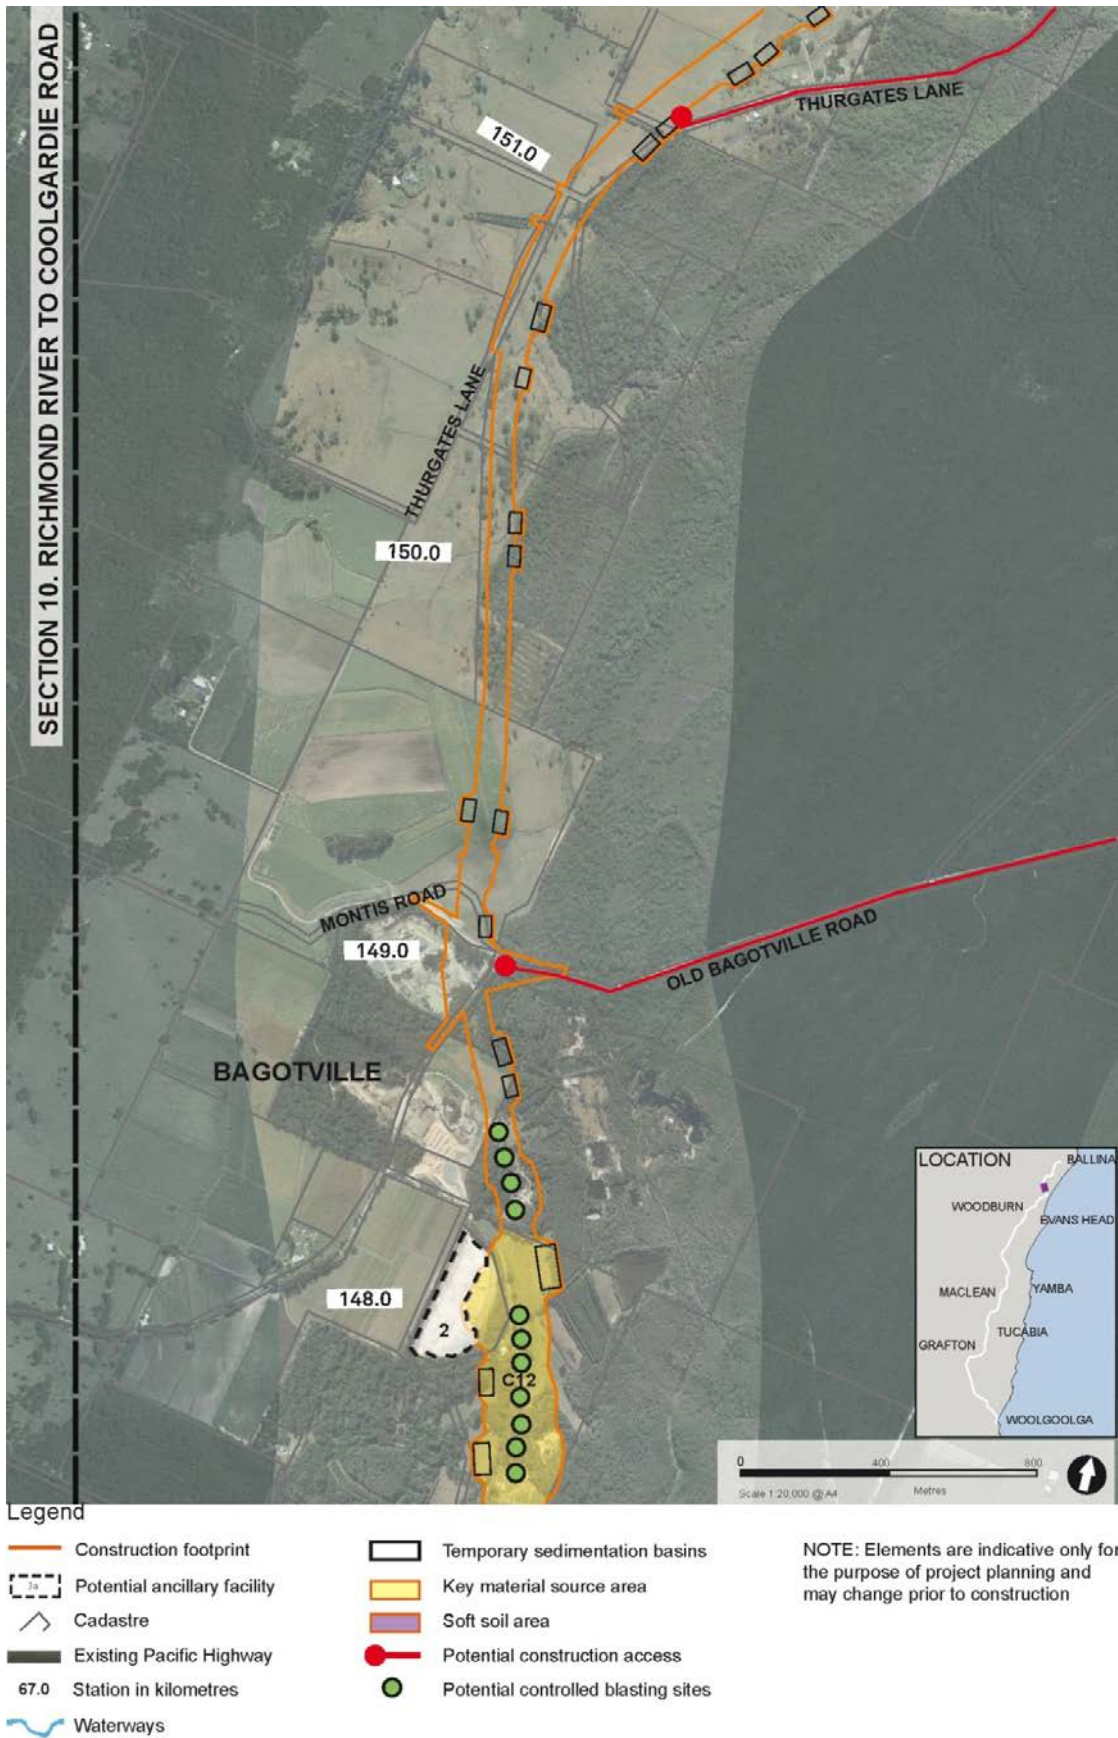 SECTION 10. RICHMOND RIVER TO COOLGARDIE ROAD
THURGATES LANE
151.0
THURGATES LANE
150.0
MONTIS ROAD
149.0
OLD BAGOTVILLE ROAD
BAGOTVILLE
148.0
2
C12
LOCATION
BALLINA
WOODBURN
EVANS HEAD
MACLEAN
YAMBA
TUCABIA
GRAFTON
WOOLGOOLGA
0 400 800
Scale 1:20,000 @ A4 Metres
Legend
Construction footprint
3a Potential ancillary facility
Cadastre
Existing Pacific Highway
67.0 Station in kilometres
Waterways
Temporary sedimentation basins
Key material source area
Soft soil area
Potential construction access
Potential controlled blasting sites
NOTE: Elements are indicative only for
the purpose of project planning and
may change prior to construction